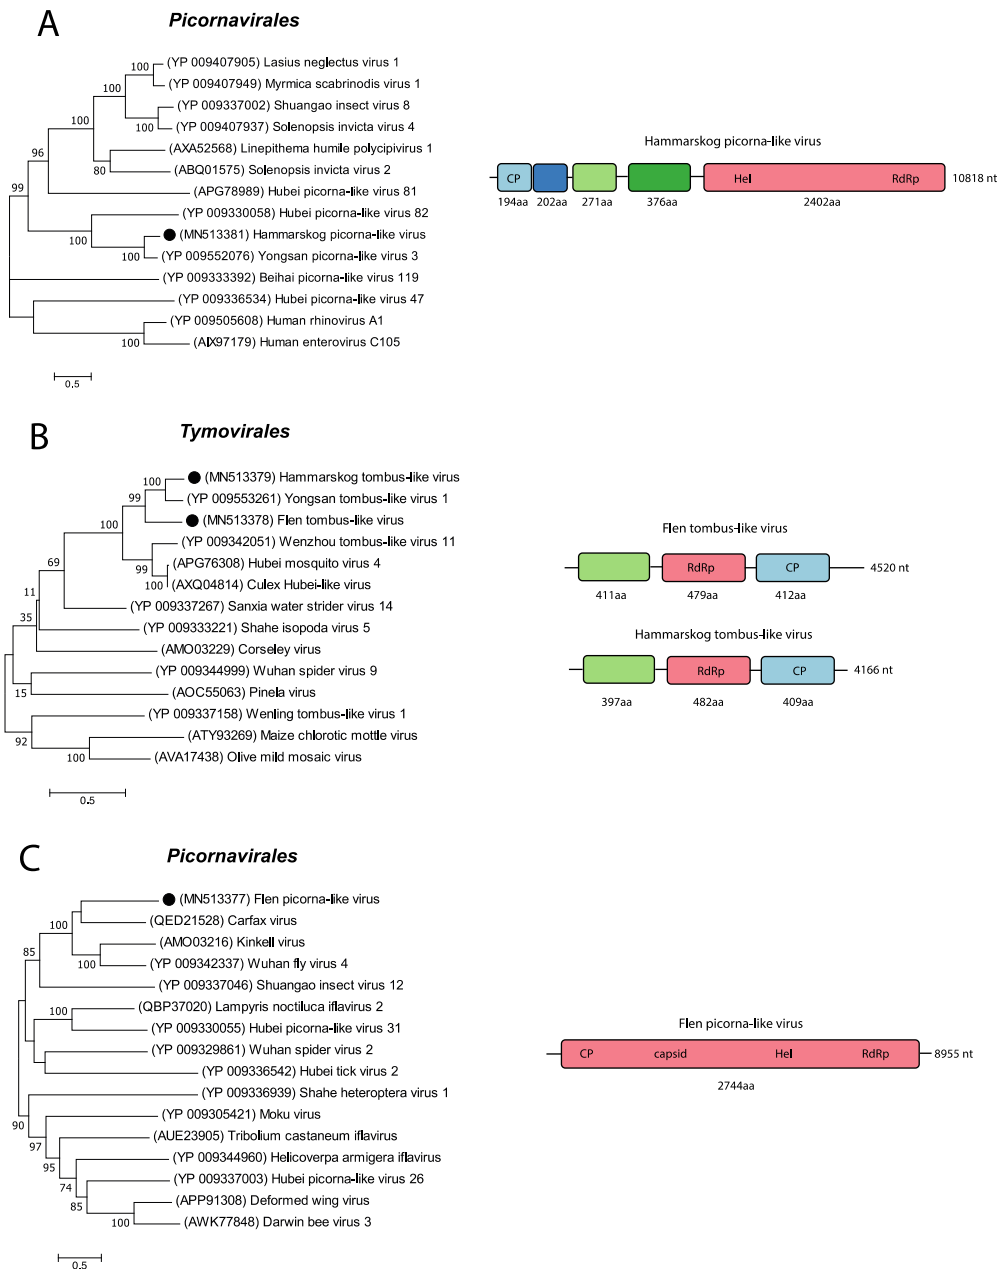 A
Picornavirales
(YP 009407905) Lasius neglectus virus 1
100
(YP 009407949) Myrmica scabrinodis virus 1
100
(YP 009337002) Shuangao insect virus 8
100
100
(YP 009407937) Solenopsis invicta virus 4
(AXA52568) Linepithema humile polycipivirus 1
96
80
(ABQ01575) Solenopsis invicta virus 2
99
(APG78989) Hubei picorna-like virus 81
(YP 009330058) Hubei picorna-like virus 82
100
(MN513381) Hammarskog picorna-like virus
100
(YP 009552076) Yongsan picorna-like virus 3
(YP 009333392) Beihai picorna-like virus 119
(YP 009336534) Hubei picorna-like virus 47
(YP 009505608) Human rhinovirus A1
100
(AIX97179) Human enterovirus C105
0.5
Hammarskog picorna-like virus
CP
Hel
RdRp
10818 nt
194aa
202aa
271aa
376aa
2402aa
B
Tymovirales
100
(MN513379) Hammarskog tombus-like virus
99
(YP 009553261) Yongsan tombus-like virus 1
100
(MN513378) Flen tombus-like virus
(YP 009342051) Wenzhou tombus-like virus 11
69
99
(APG76308) Hubei mosquito virus 4
100
(AXQ04814) Culex Hubei-like virus
11
(YP 009337267) Sanxia water strider virus 14
35
(YP 009333221) Shahe isopoda virus 5
(AMO03229) Corseley virus
(YP 009344999) Wuhan spider virus 9
15
(AOC55063) Pinela virus
(YP 009337158) Wenling tombus-like virus 1
92
(ATY93269) Maize chlorotic mottle virus
100
(AVA17438) Olive mild mosaic virus
0.5
Flen tombus-like virus
RdRp
CP
4520 nt
411aa
479aa
412aa
Hammarskog tombus-like virus
RdRp
CP
4166 nt
397aa
482aa
409aa
C
Picornavirales
(MN513377) Flen picorna-like virus
100
(QED21528) Carfax virus
85
(AMO03216) Kinkell virus
100
(YP 009342337) Wuhan fly virus 4
(YP 009337046) Shuangao insect virus 12
100
(QBP37020) Lampyris noctiluca iflavirus 2
(YP 009330055) Hubei picorna-like virus 31
(YP 009329861) Wuhan spider virus 2
(YP 009336542) Hubei tick virus 2
(YP 009336939) Shahe heteroptera virus 1
90
(YP 009305421) Moku virus
97
(AUE23905) Tribolium castaneum iflavirus
95
(YP 009344960) Helicoverpa armigera iflavirus
74
(YP 009337003) Hubei picorna-like virus 26
85
(APP91308) Deformed wing virus
100
(AWK77848) Darwin bee virus 3
0.5
Flen picorna-like virus
CP
capsid
Hel
RdRp
8955 nt
2744aa